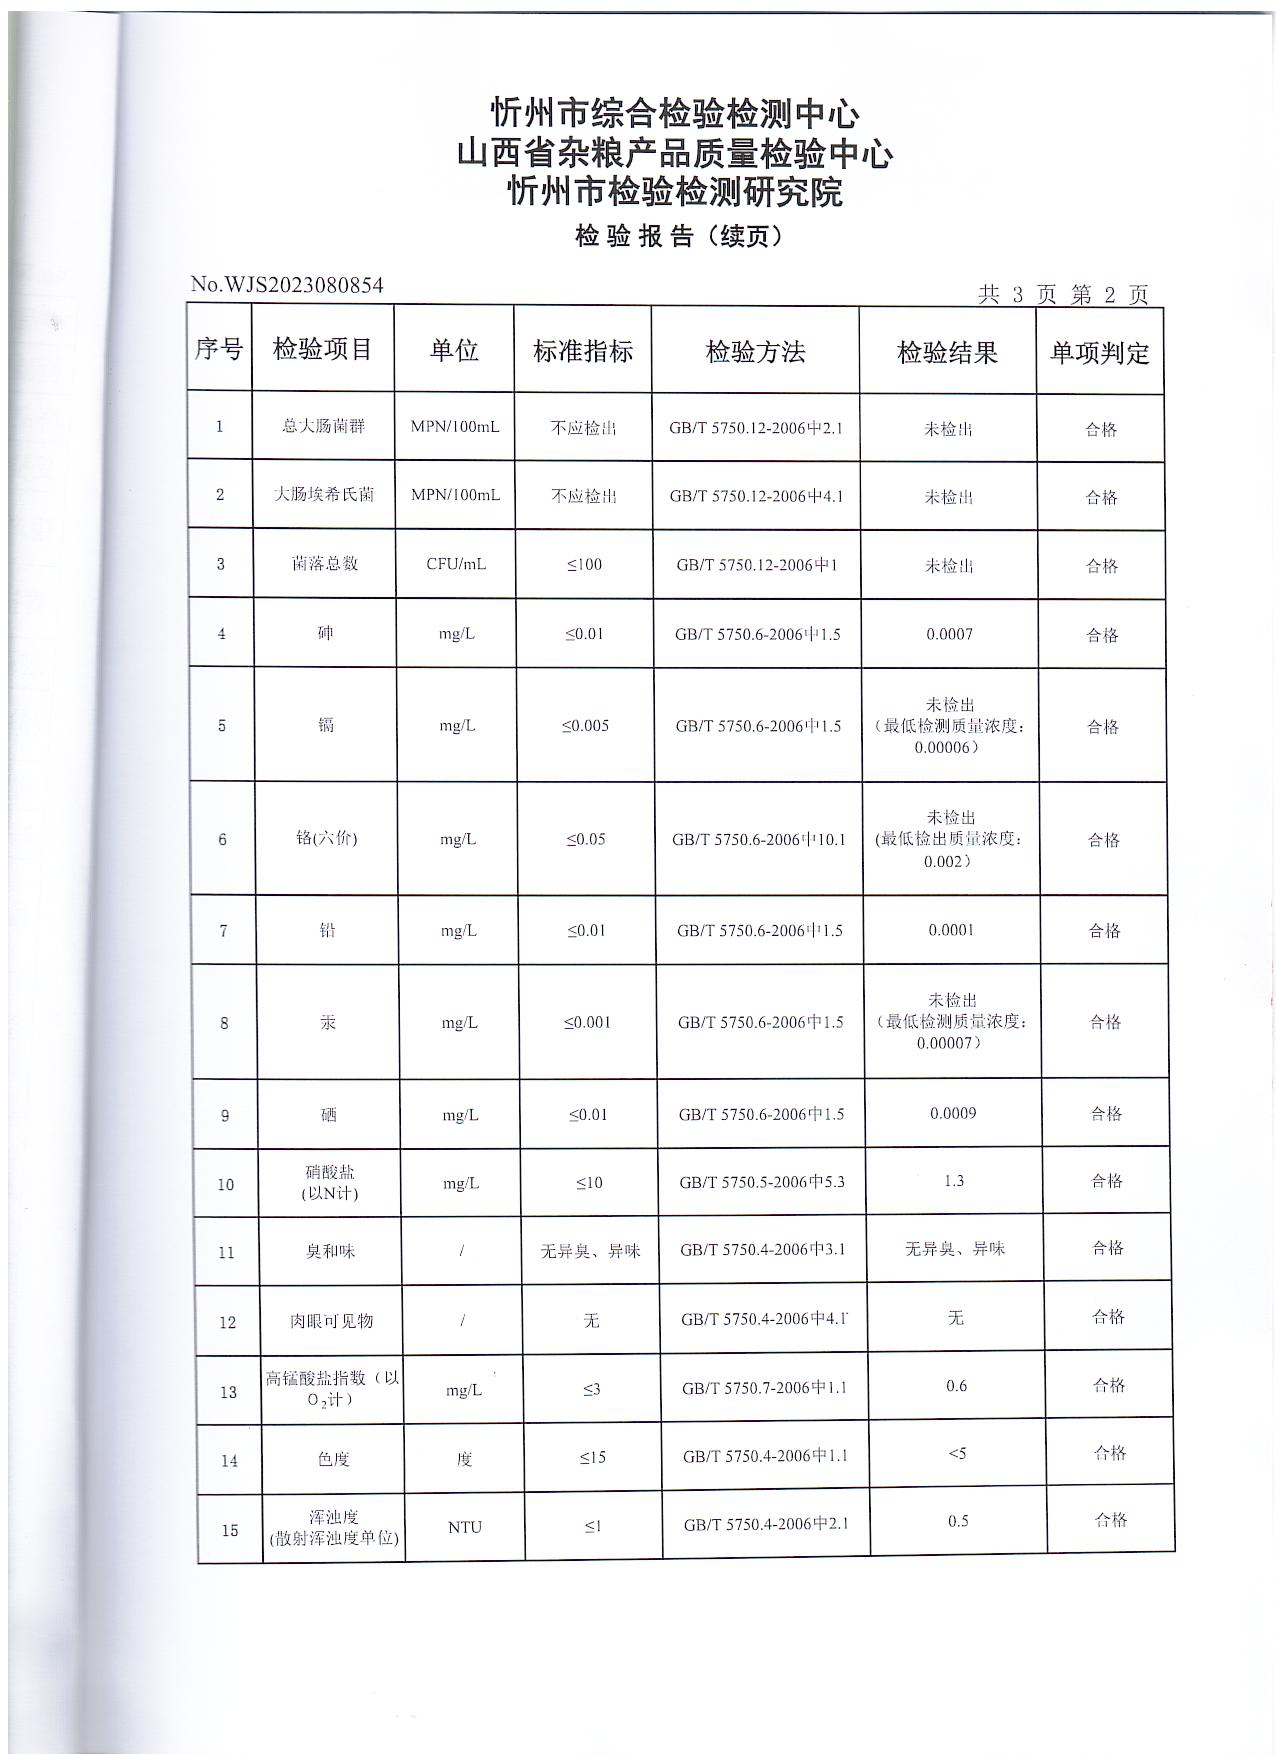 忻州市综合检验检测中心
山西省杂粮产品质量检验中心
忻州市检验检测研究院
检验报告（续页）
No.WJS2023080854
共 3 页 第 2 页
序号 检验项目 单位 标准指标 检验方法 检验结果 单项判定
1 总大肠菌群 MPN/100mL 不应检出 GB/T 5750.12-2006中2.1 未检出 合格
2 大肠埃希氏菌 MPN/100mL 不应检出 GB/T 5750.12-2006中4.1 未检出 合格
3 菌落总数 CFU/mL ≤100 GB/T 5750.12-2006中1 未检出 合格
4 砷 mg/L ≤0.01 GB/T 5750.6-2006中1.5 0.0007 合格
5 镉 mg/L ≤0.005 GB/T 5750.6-2006中1.5 未检出
（最低检测质量浓度：
0.00006） 合格
6 铬(六价) mg/L ≤0.05 GB/T 5750.6-2006中10.1 未检出
(最低检出质量浓度：
0.002） 合格
7 铅 mg/L ≤0.01 GB/T 5750.6-2006中1.5 0.0001 合格
8 汞 mg/L ≤0.001 GB/T 5750.6-2006中1.5 未检出
（最低检测质量浓度：
0.00007） 合格
9 硒 mg/L ≤0.01 GB/T 5750.6-2006中1.5 0.0009 合格
10 硝酸盐
(以N计) mg/L ≤10 GB/T 5750.5-2006中5.3 1.3 合格
11 臭和味 / 无异臭、异味 GB/T 5750.4-2006中3.1 无异臭、异味 合格
12 肉眼可见物 / 无 GB/T 5750.4-2006中4.1 无 合格
13 高锰酸盐指数（以
O₂计） mg/L ≤3 GB/T 5750.7-2006中1.1 0.6 合格
14 色度 度 ≤15 GB/T 5750.4-2006中1.1 <5 合格
15 浑浊度
(散射浑浊度单位) NTU ≤1 GB/T 5750.4-2006中2.1 0.5 合格